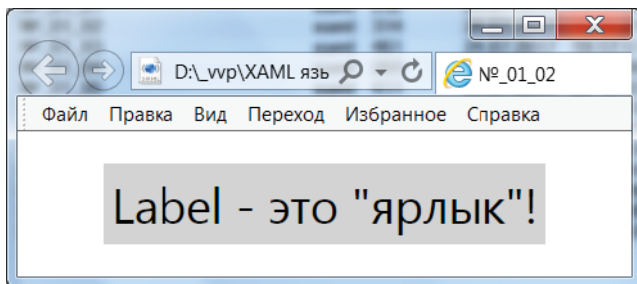 D:\_vvp\XAML язь
№_01_02
Файл Правка Вид Переход Избранное Справка
Label - это "ярлык"!